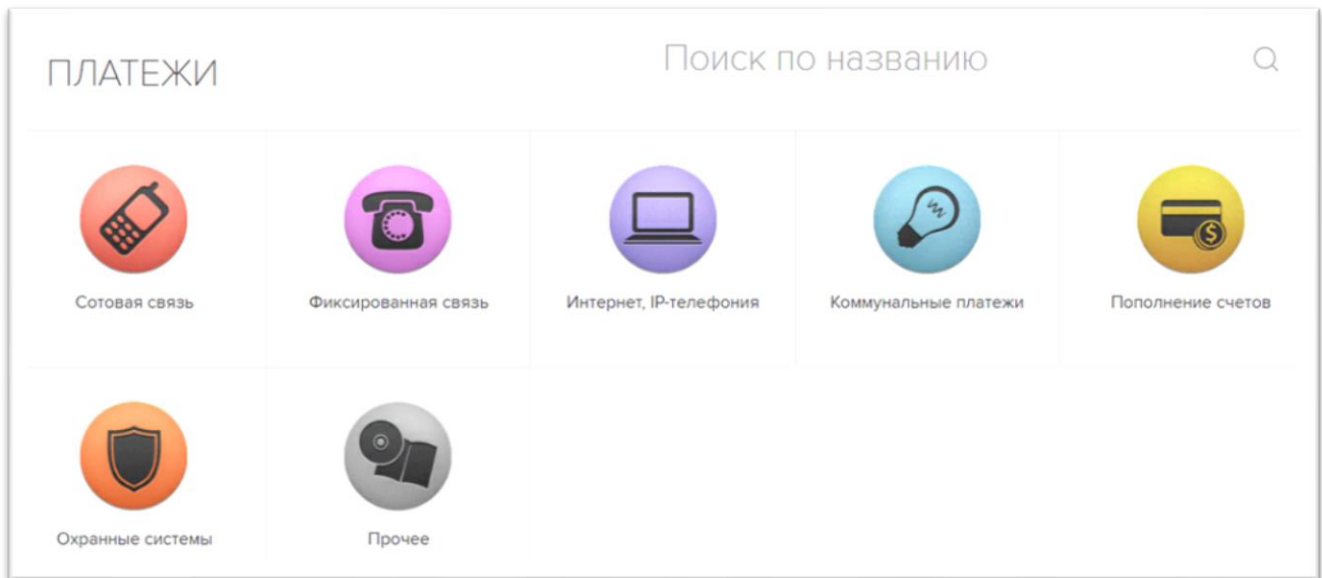 ПЛАТЕЖИ
Поиск по названию
Сотовая связь
Фиксированная связь
Интернет, IP-телефония
Коммунальные платежи
Пополнение счетов
Охранные системы
Прочее